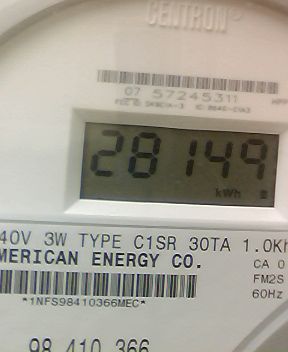 CENTRON®
07 57245311
28149
kWh
40V 3W TYPE C1SR 30TA 1.0Kh
MERICAN ENERGY CO.
CA 0
FM2S
60Hz
*1NFS98410366MEC*
98 410 366